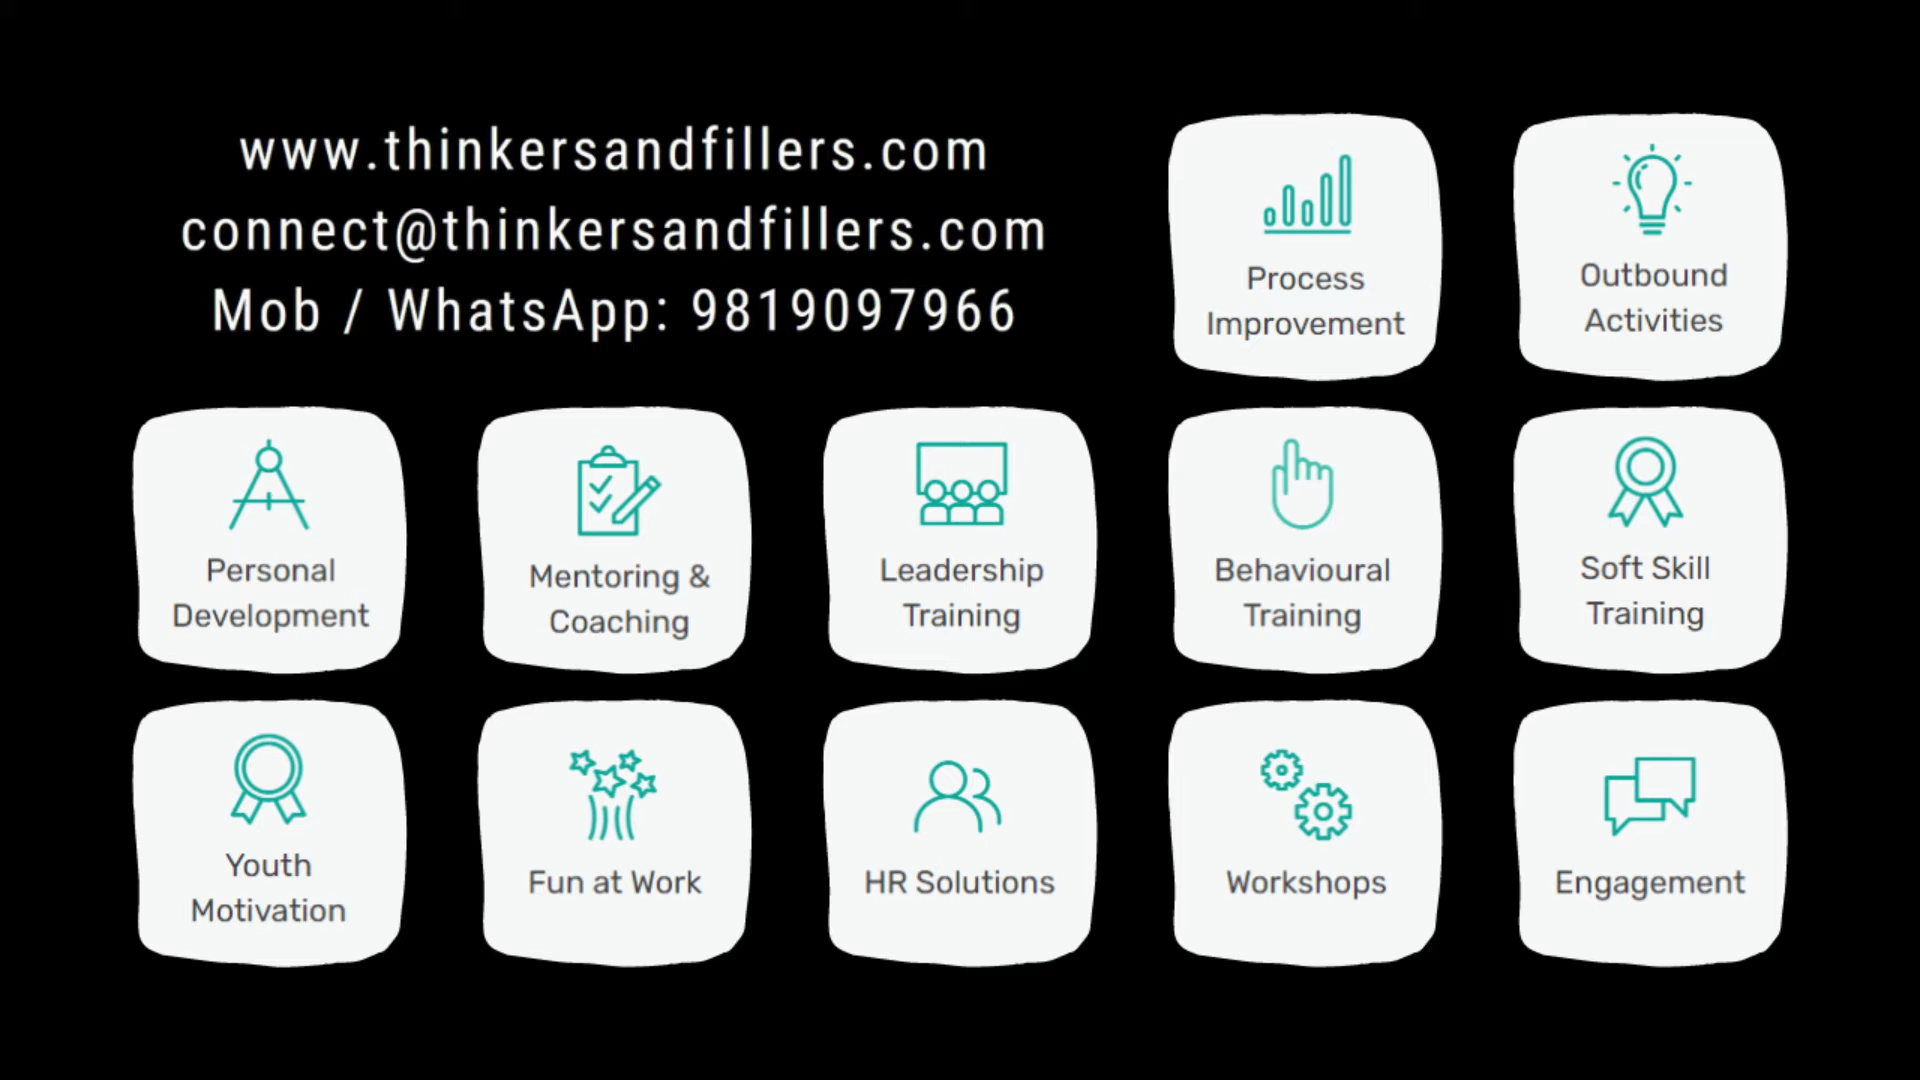 www.thinkersandfillers.com
connect@thinkersandfillers.com
Mob / WhatsApp: 9819097966
Process
Improvement
Outbound
Activities
Personal
Development
Mentoring &
Coaching
Leadership
Training
Behavioural
Training
Soft Skill
Training
Youth
Motivation
Fun at Work
HR Solutions
Workshops
Engagement